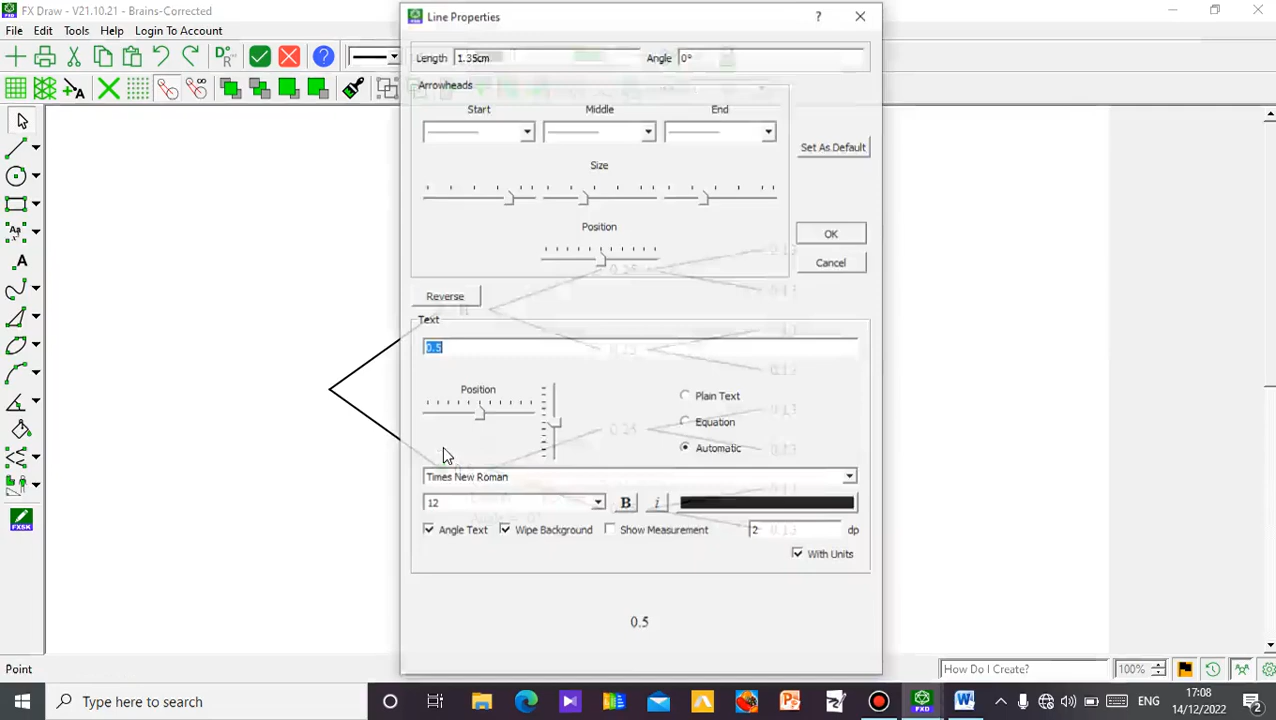 FX Draw - V21.10.21 - Brains-Corrected
File Edit Tools Help Login To Account
Line Properties
Length 1.35cm Angle 0°
Arrowheads
Start Middle End
Size
Position
Set As Default
OK
Cancel
Reverse
Text
0.5
Position
Plain Text
Equation
Automatic
Times New Roman
12 B i
Angle Text Wipe Background Show Measurement 2 dp
With Units
0.5
Point
How Do I Create? 100%
Type here to search
ENG
17:08
14/12/2022
2